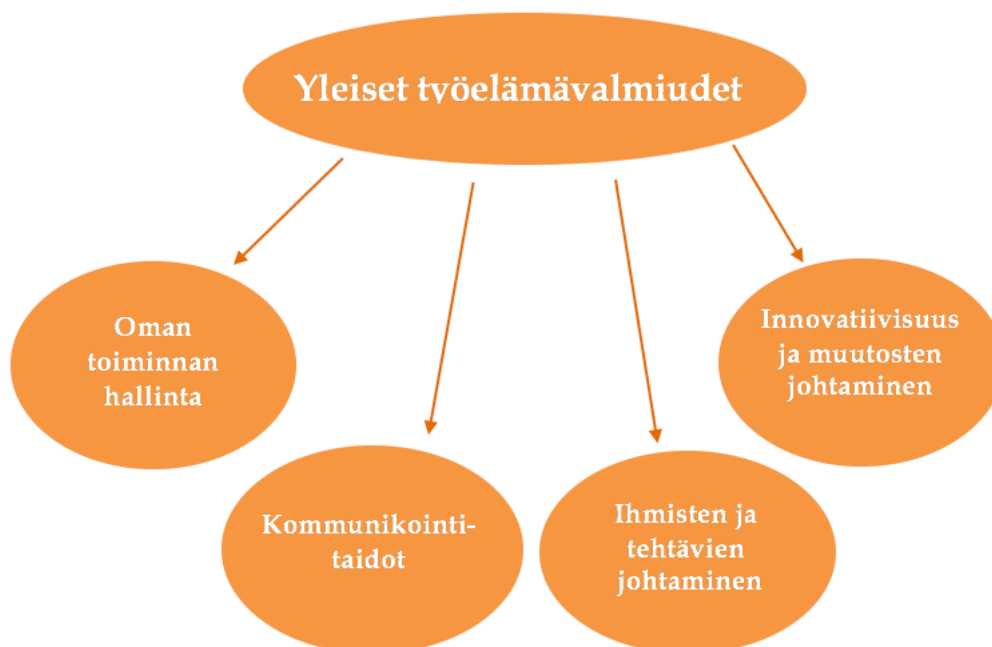 Yleiset työelämävalmiudet
Oman
toiminnan
hallinta
Kommunikointi-
taidot
Ihmisten ja
tehtävien
johtaminen
Innovatiivisuus
ja muutosten
johtaminen